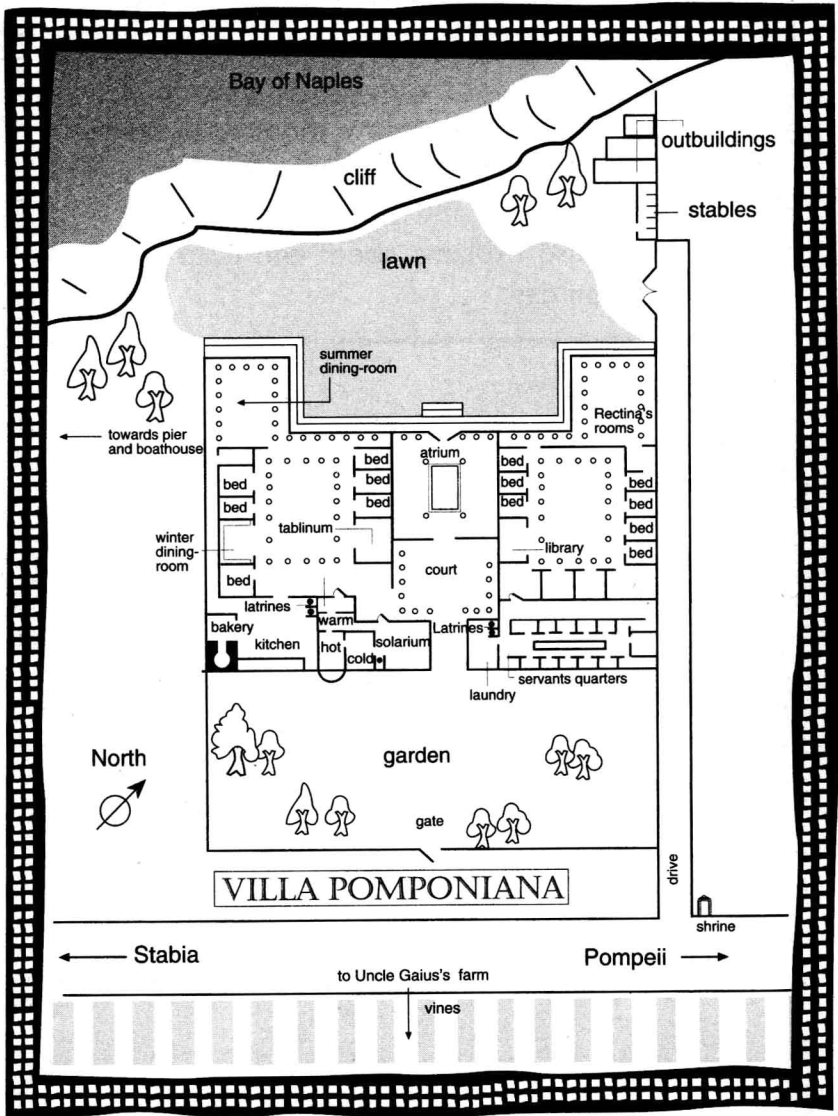 Bay of Naples
outbuildings
cliff
stables
lawn
summer
dining-room
Rectina's
rooms
towards pier
and boathouse
atrium
bed
bed
bed
bed
bed
bed
bed
bed
bed
bed
bed
bed
bed
tablinum
winter
dining-
room
library
court
latrines
warm
bakery
kitchen
hot
cold
solarium
Latrines
laundry
servants quarters
North
garden
gate
VILLA POMPONIANA
drive
shrine
Stabia
Pompeii
to Uncle Gaius's farm
vines